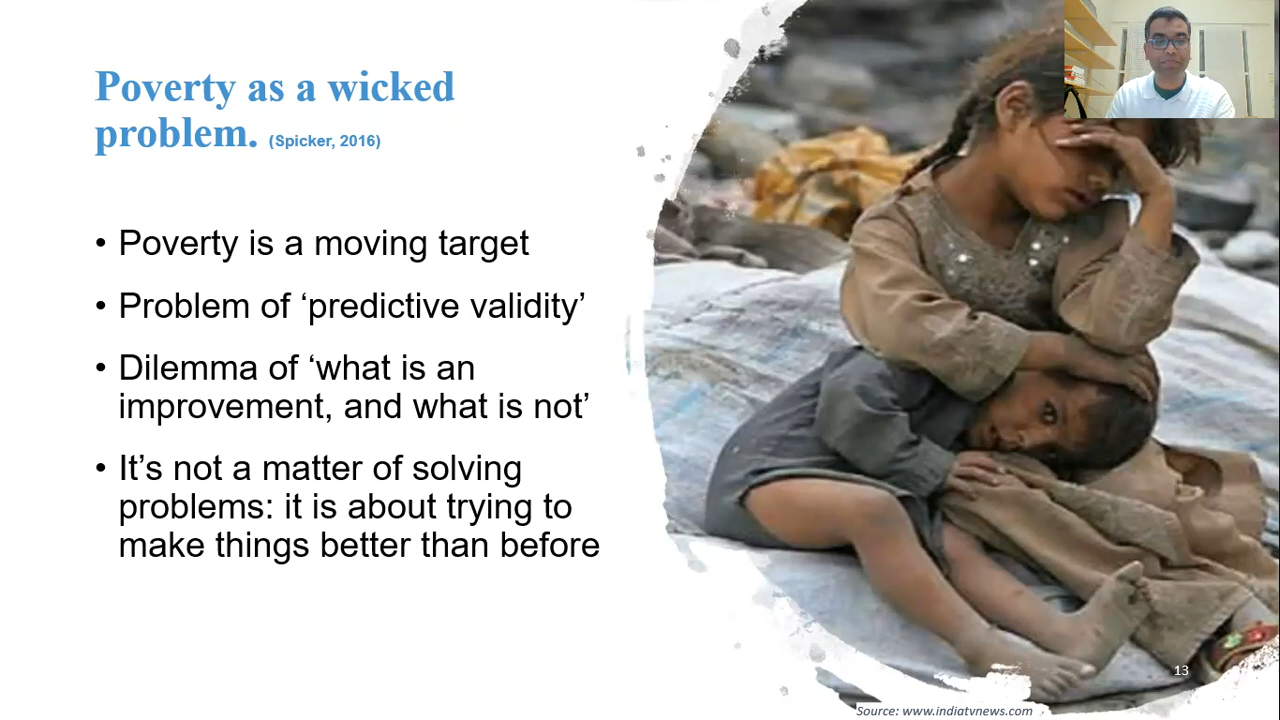 Poverty as a wicked
problem. (Spicker, 2016)
• Poverty is a moving target
• Problem of ‘predictive validity’
• Dilemma of ‘what is an
improvement, and what is not’
• It’s not a matter of solving
problems: it is about trying to
make things better than before
13
Source: www.indiatvnews.com